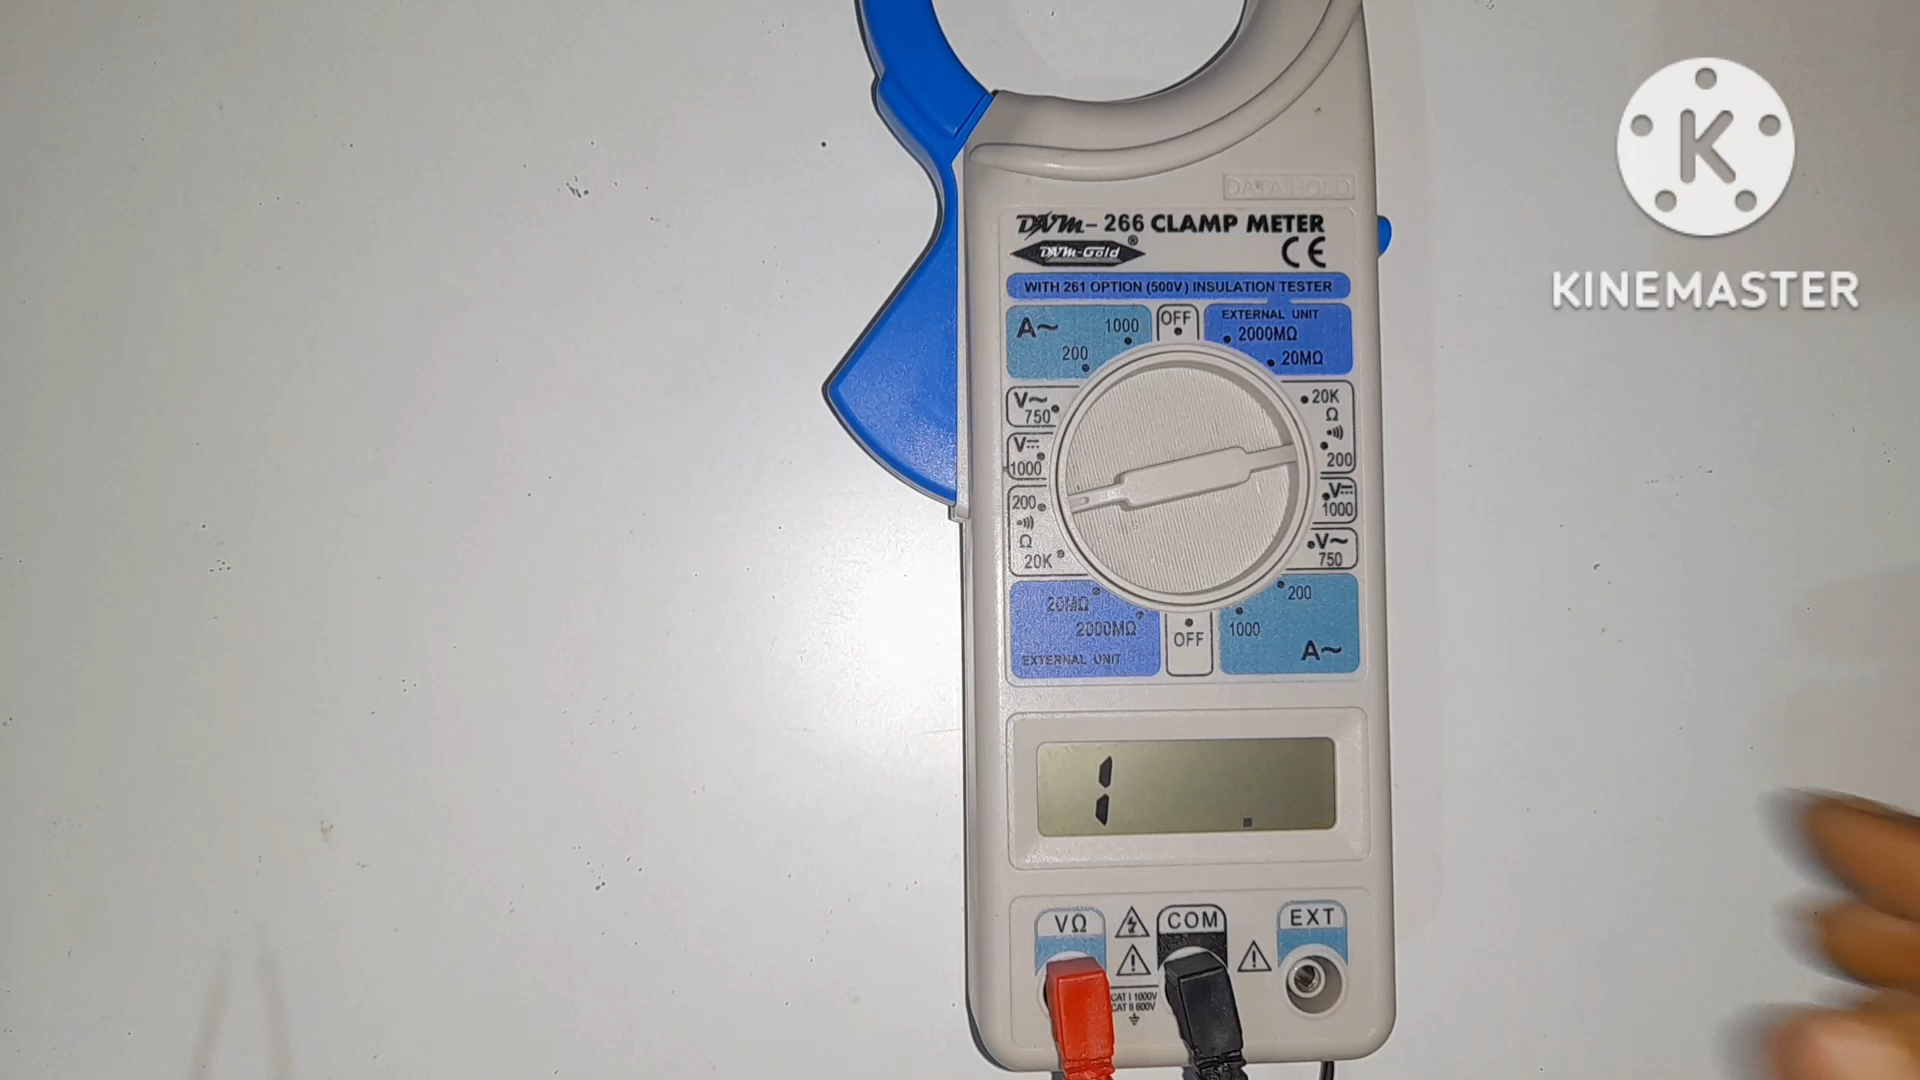 DATA HOLD
DVM-266 CLAMP METER
DVM-Gold®
CE
WITH 261 OPTION (500V) INSULATION TESTER
A~
1000
200
OFF
EXTERNAL UNIT
2000MΩ
20MΩ
V~
750
V⎓
1000
200
Ω
20K
20K
Ω
200
V⎓
1000
V~
750
20MΩ
2000MΩ
EXTERNAL UNIT
OFF
200
1000
A~
1
.
VΩ
COM
EXT
CAT I 1000V
CAT II 600V
K
KINEMASTER